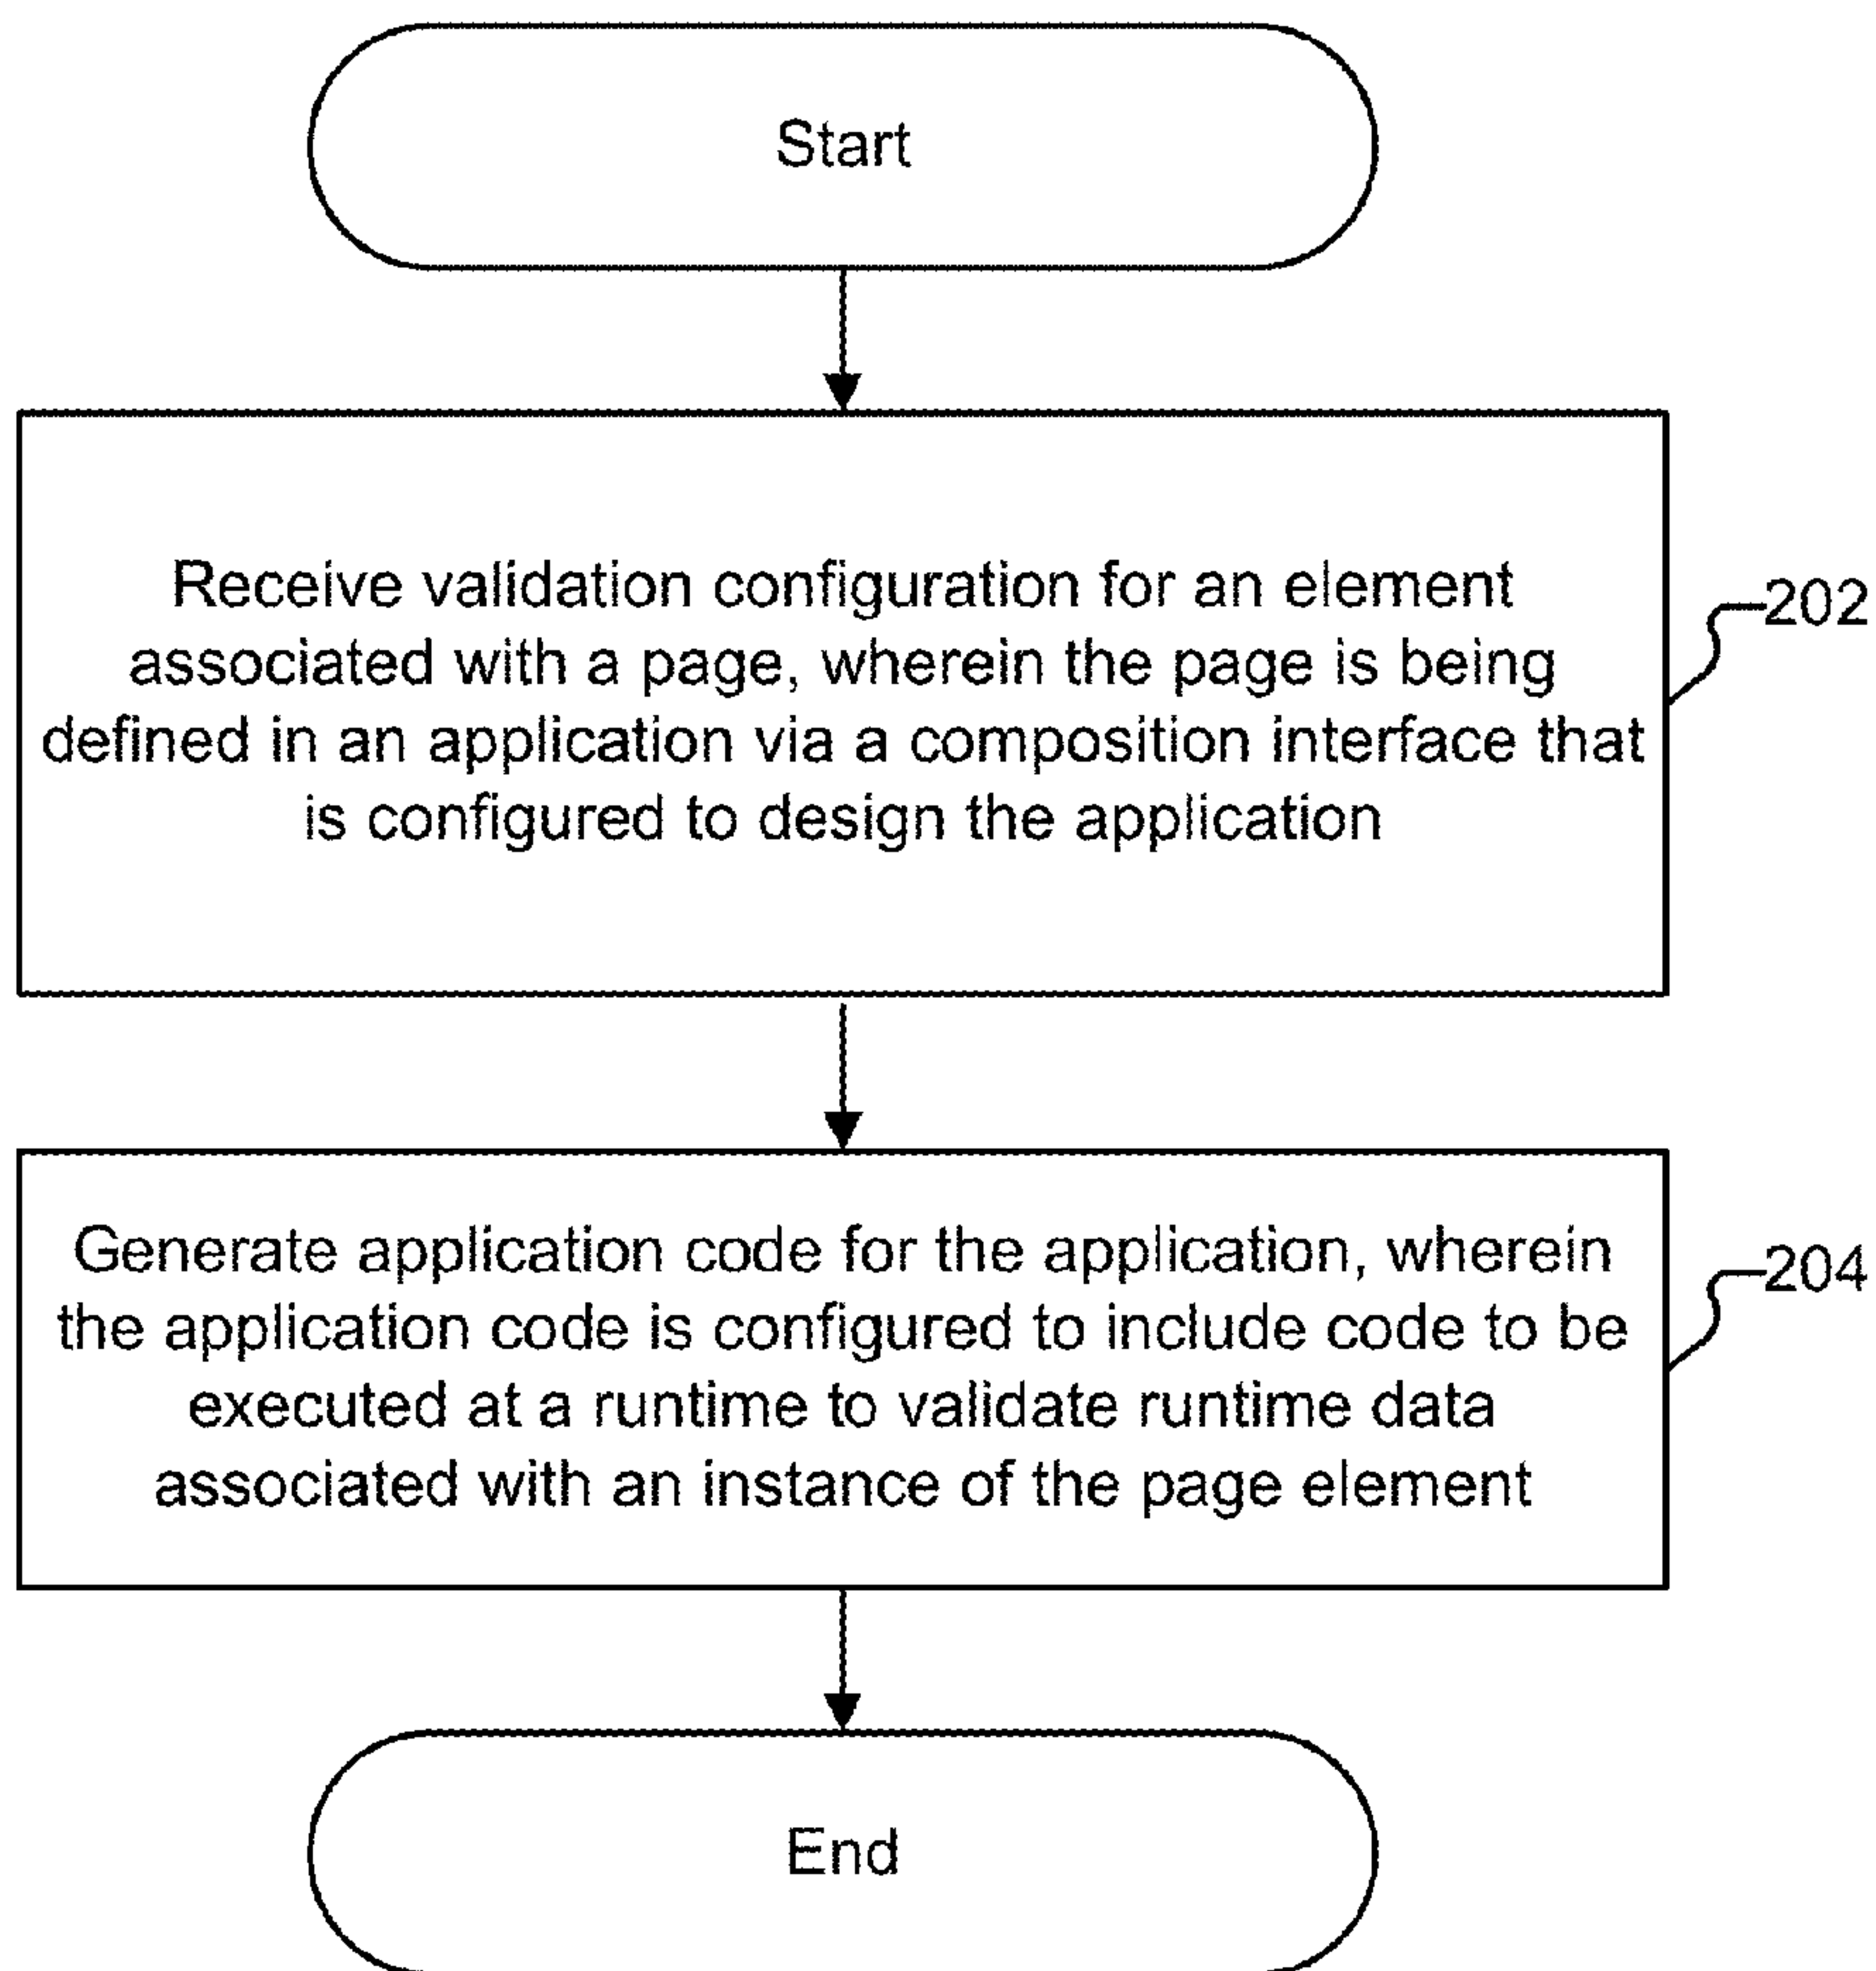 Start
Receive validation configuration for an element
associated with a page, wherein the page is being
defined in an application via a composition interface that
is configured to design the application
202
Generate application code for the application, wherein
the application code is configured to include code to be
executed at a runtime to validate runtime data
associated with an instance of the page element
204
End